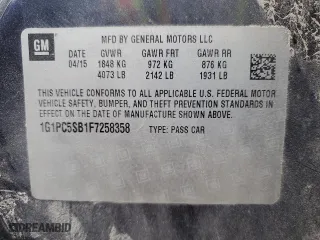 GM
MFD BY GENERAL MOTORS LLC
DATE GVWR GAWR FRT GAWR RR
04/15 1848 KG 972 KG 876 KG
4073 LB 2142 LB 1931 LB
THIS VEHICLE CONFORMS TO ALL APPLICABLE U.S. FEDERAL MOTOR
VEHICLE SAFETY, BUMPER, AND THEFT PREVENTION STANDARDS
IN EFFECT ON THE DATE OF MANUFACTURE SHOWN ABOVE.
1G1PC5SB1F7258358 TYPE: PASS CAR